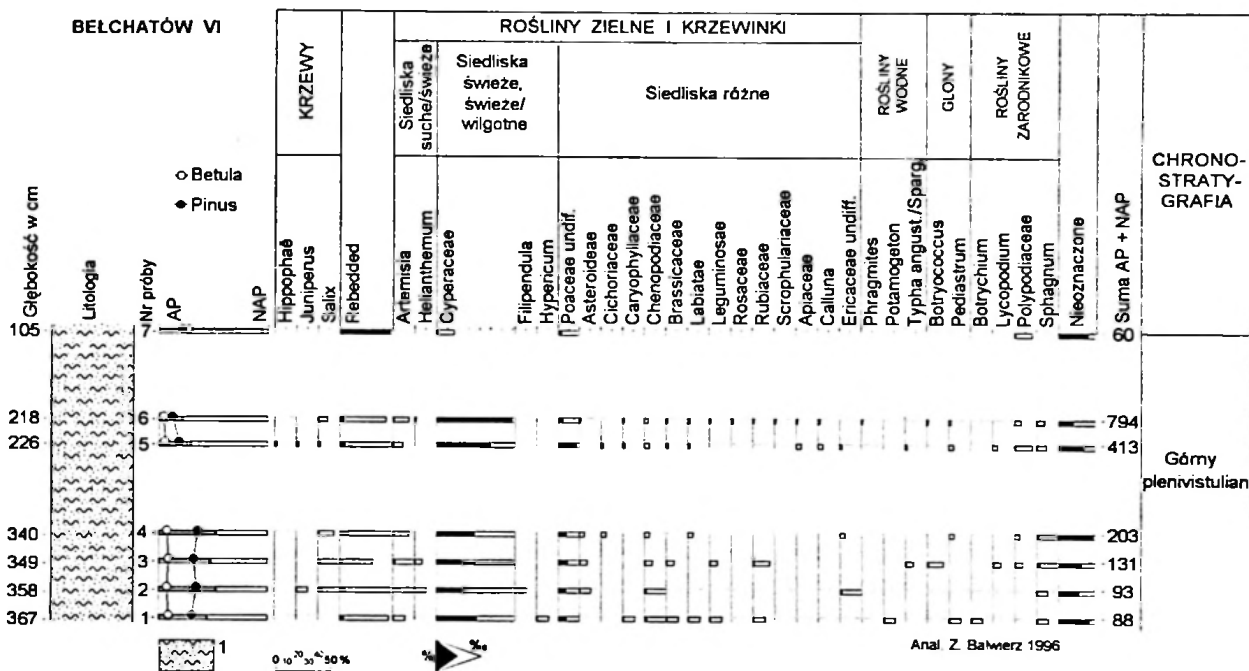 BEŁCHATÓW VI
KRZEWY
ROŚLINY ZIELNE I KRZEWINKI
Siedliska suche/świeże
Siedliska świeże, świeże/wilgotne
Siedliska różne
ROŚLINY WODNE
GLONY
ROŚLINY ZARODNIKOWE
CHRONO-
STRATY-
GRAFIA
Betula
Pinus
Głębokość w cm
Litologia
Nr próby
AP
NAP
Hippophaë
Juniperus
Salix
Rebedded
Artemisia
Helianthemum
Cyperaceae
Filipendula
Hypericum
Poaceae undif.
Asteroideae
Cichoriaceae
Caryophyllaceae
Chenopodiaceae
Brassicaceae
Labiatae
Leguminosae
Rosaceae
Rubiaceae
Scrophulariaceae
Apiaceae
Calluna
Ericaceae undiff.
Phragmites
Potamogeton
Typha angust./Sparg.
Botryococcus
Pediastrum
Botrychium
Lycopodium
Polypodiaceae
Sphagnum
Nieoznaczone
Suma AP + NAP
105 7 60
218 6 794
226 5 413
Górny
plenivistulian
340 4 203
349 3 131
358 2 93
367 1 88
1
0 10 20 30 40 50 %
% ‰
Anal. Z. Balwierz 1996